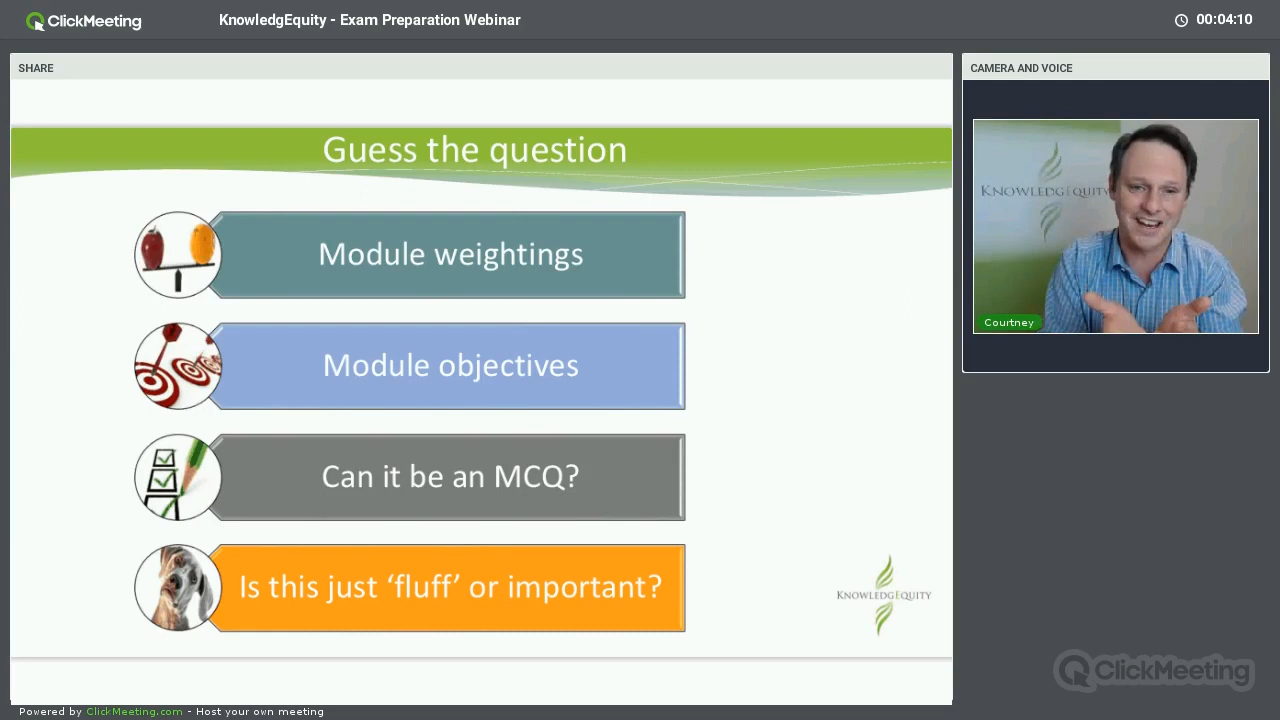 ClickMeeting
KnowledgEquity - Exam Preparation Webinar
00:04:10
SHARE
Guess the question
Module weightings
Module objectives
Can it be an MCQ?
Is this just ‘fluff’ or important?
KNOWLEDGEQUITY
CAMERA AND VOICE
KNOWLEDGEQUITY
Courtney
ClickMeeting
Powered by ClickMeeting.com - Host your own meeting